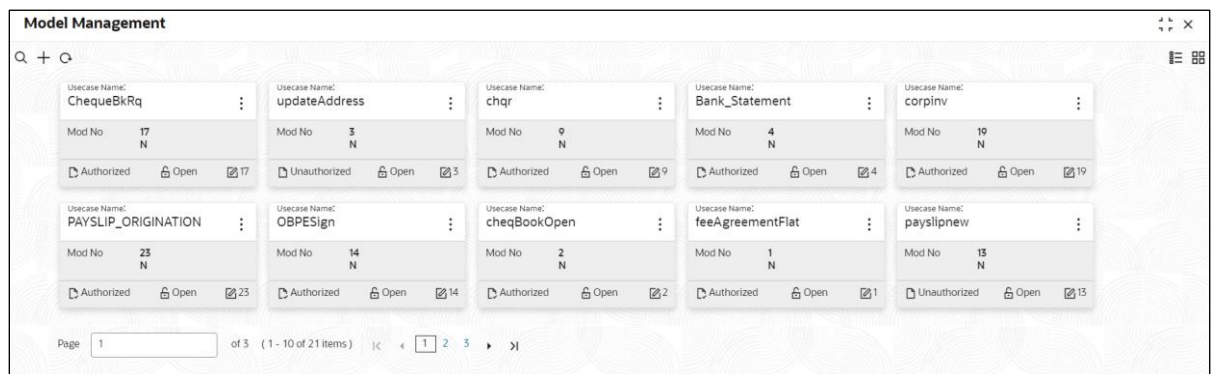 Model Management
Usecase Name: Usecase Name: Usecase Name: Usecase Name: Usecase Name:
ChequeBkRq updateAddress chqr Bank_Statement corpinv
Mod No 17 Mod No 3 Mod No 9 Mod No 4 Mod No 19
N N N N N
Authorized Open 17 Unauthorized Open 3 Authorized Open 9 Authorized Open 4 Authorized Open 19
Usecase Name: Usecase Name: Usecase Name: Usecase Name: Usecase Name:
PAYSLIP_ORIGINATION OBPESign cheqBookOpen feeAgreementFlat payslipnew
Mod No 23 Mod No 14 Mod No 2 Mod No 1 Mod No 13
N N N N N
Authorized Open 23 Authorized Open 14 Authorized Open 2 Authorized Open 1 Unauthorized Open 13
Page 1 of 3 (1 - 10 of 21 items) 1 2 3